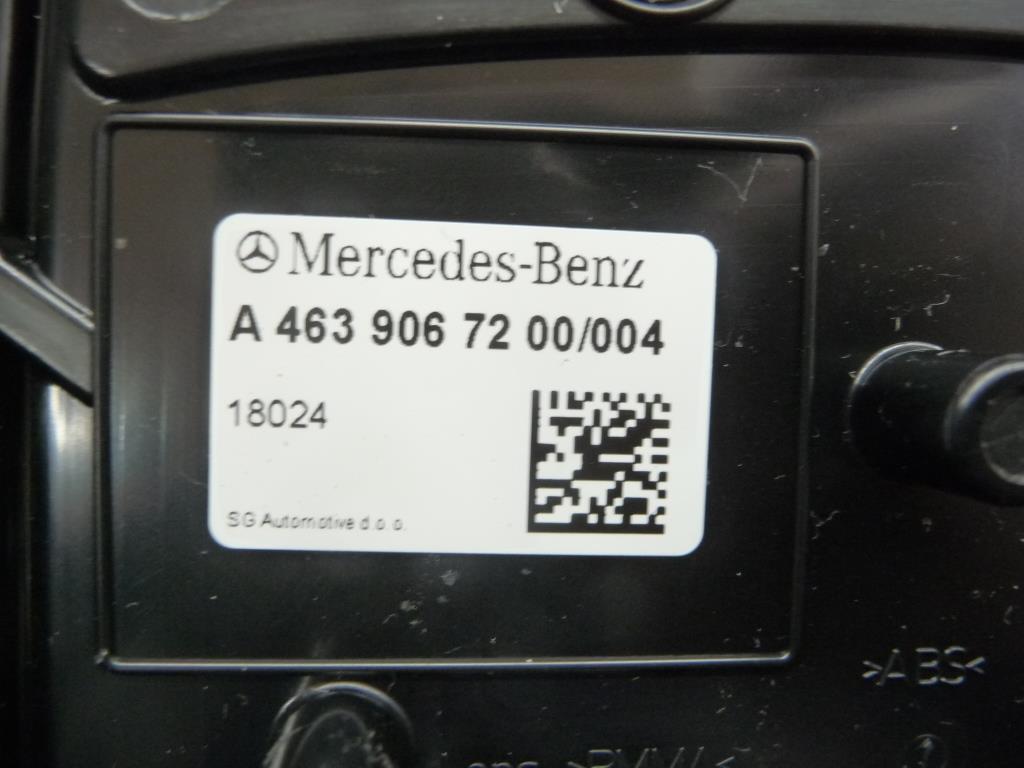 Mercedes-Benz
A 463 906 72 00/004
18024
SG Automotive d.o.o.
>ABS<